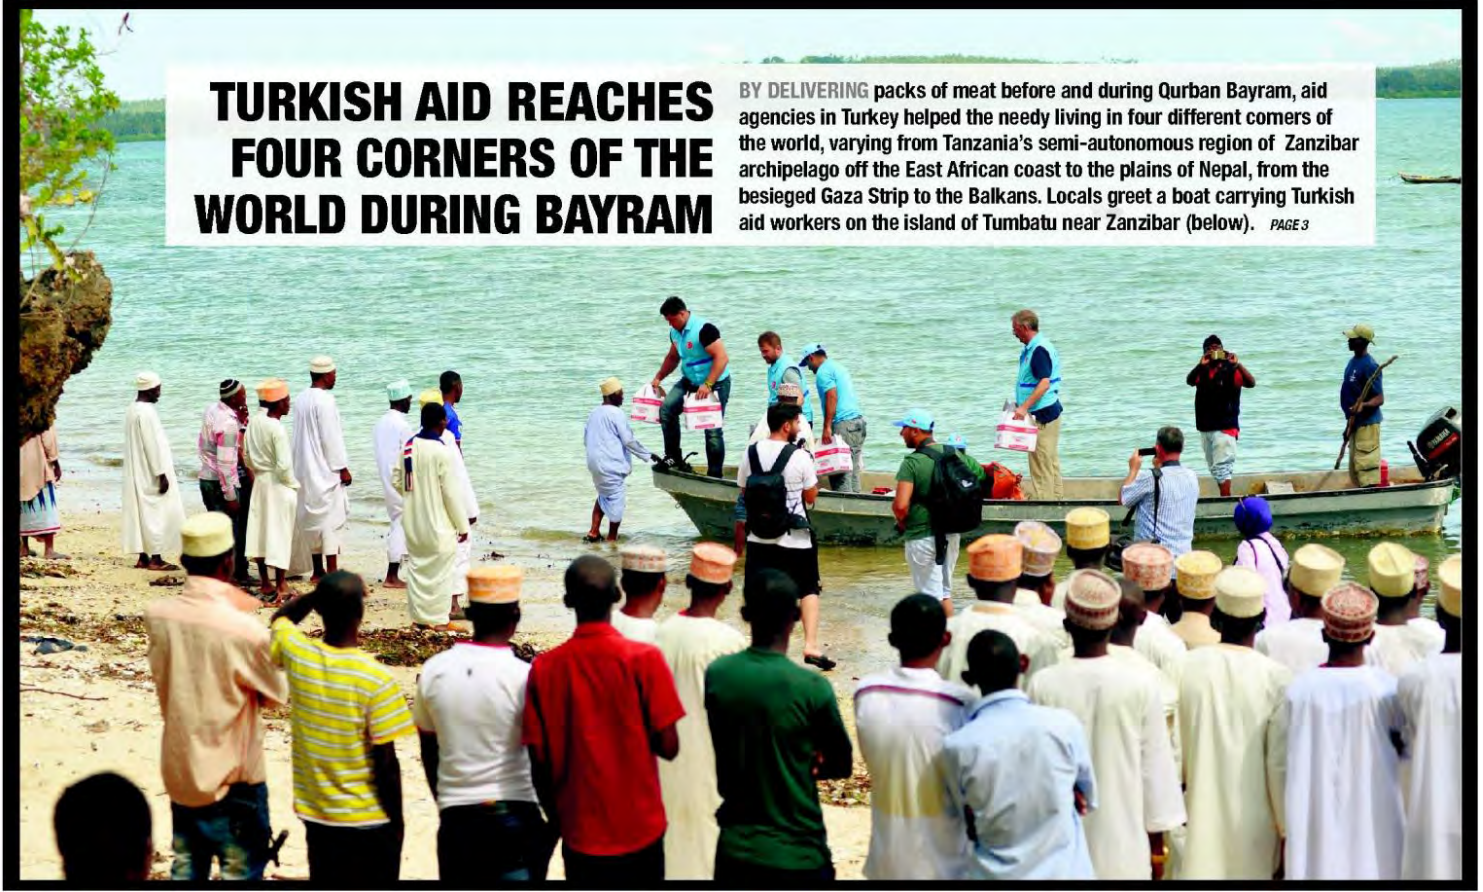 TURKISH AID REACHES
FOUR CORNERS OF THE
WORLD DURING BAYRAM
BY DELIVERING packs of meat before and during Qurban Bayram, aid
agencies in Turkey helped the needy living in four different corners of
the world, varying from Tanzania's semi-autonomous region of Zanzibar
archipelago off the East African coast to the plains of Nepal, from the
besieged Gaza Strip to the Balkans. Locals greet a boat carrying Turkish
aid workers on the island of Tumbatu near Zanzibar (below). PAGE 3
YAMAHA